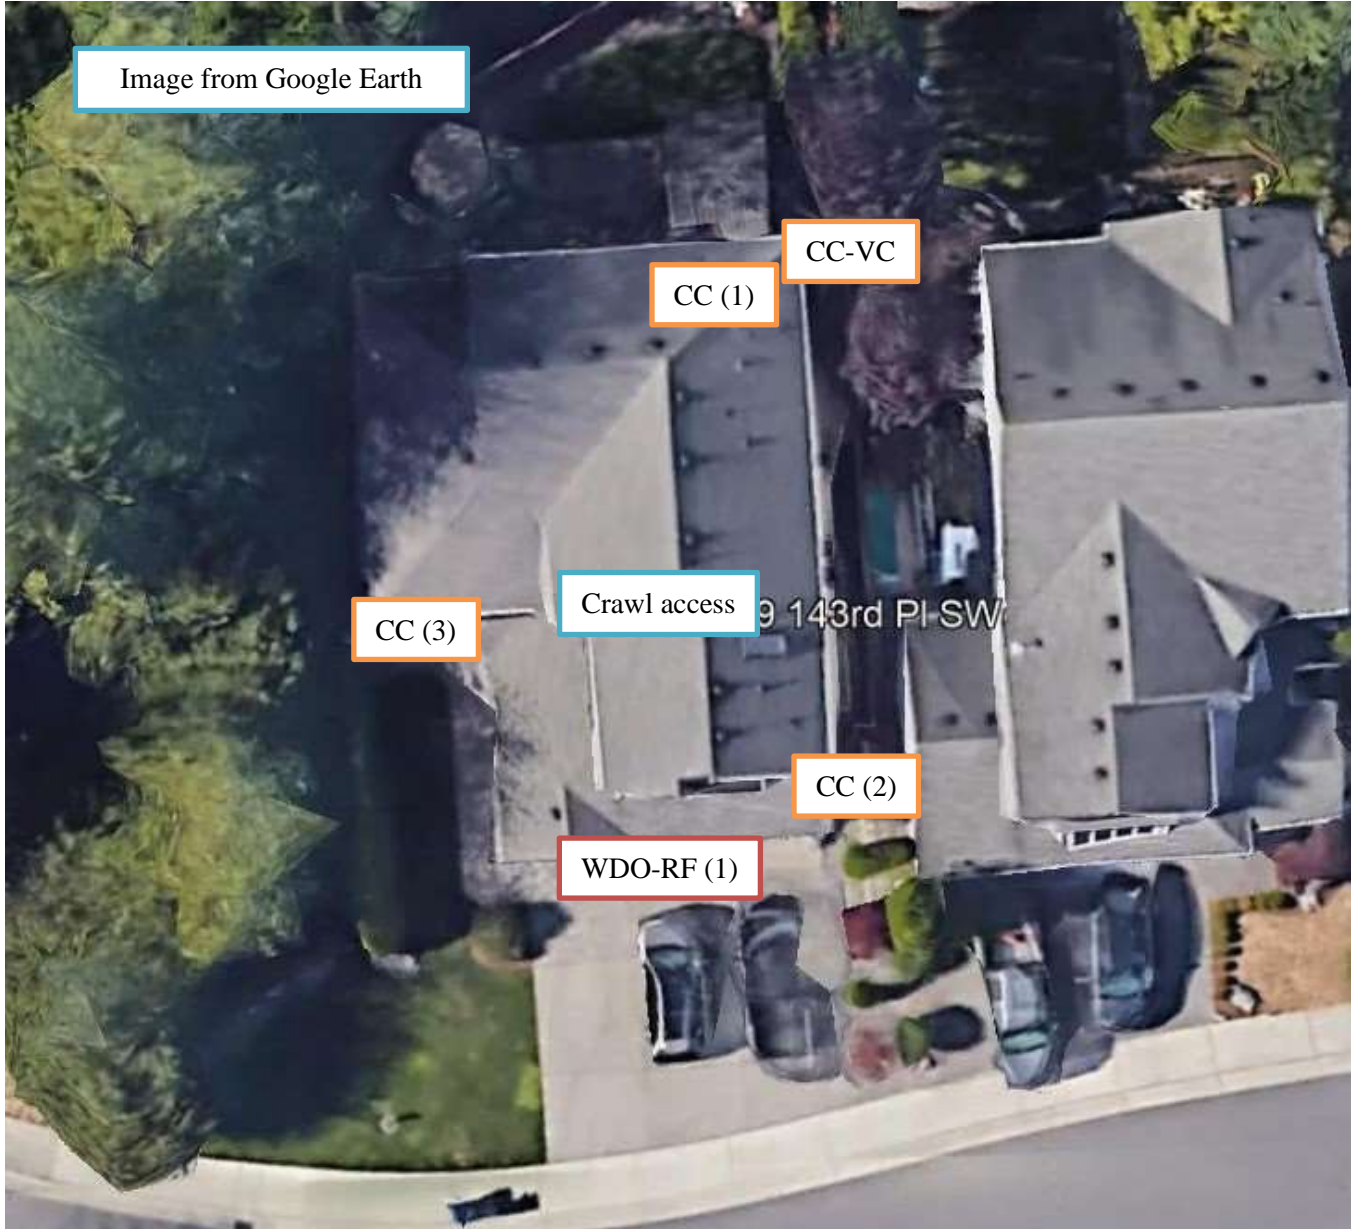 Image from Google Earth
CC-VC
CC (1)
Crawl access
9 143rd Pl SW
CC (3)
CC (2)
WDO-RF (1)